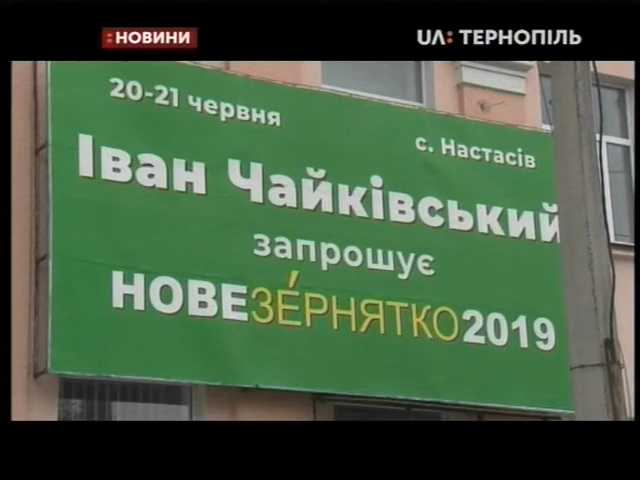 :НОВИНИ
UA: ТЕРНОПІЛЬ
20-21 червня
с. Настасів
Іван Чайківський
запрошує
НОВЕЗЕ́РНЯТКО2019